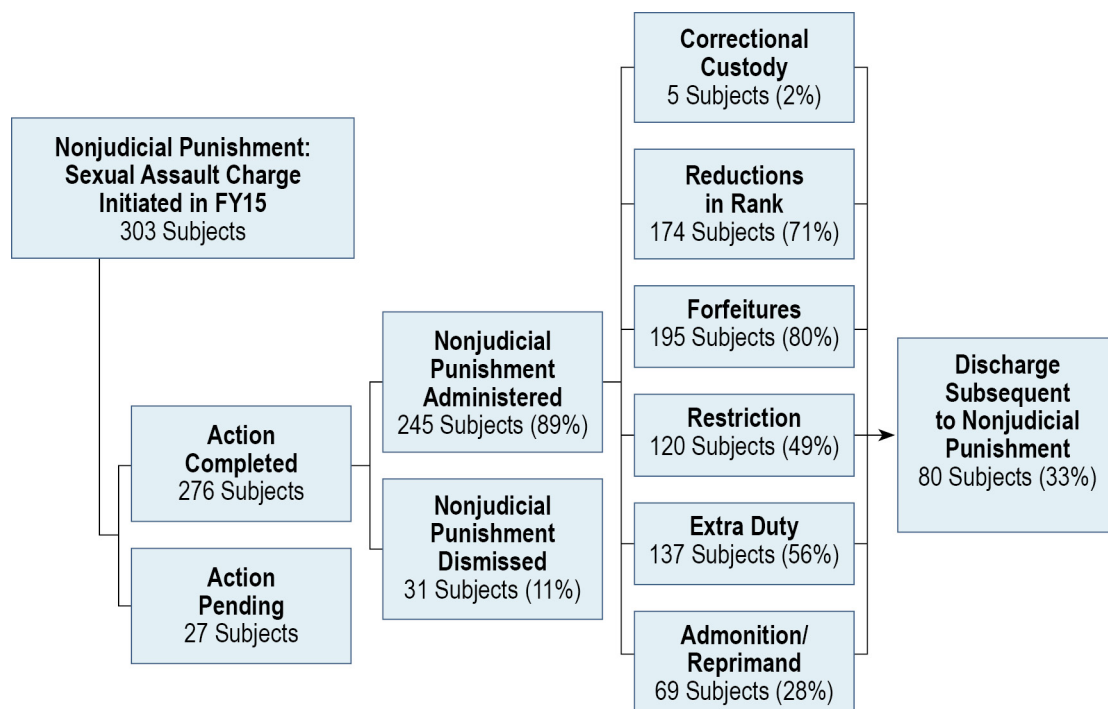 Nonjudicial Punishment:
Sexual Assault Charge
Initiated in FY15
303 Subjects
Action
Completed
276 Subjects
Action
Pending
27 Subjects
Nonjudicial
Punishment
Administered
245 Subjects (89%)
Nonjudicial
Punishment
Dismissed
31 Subjects (11%)
Correctional
Custody
5 Subjects (2%)
Reductions
in Rank
174 Subjects (71%)
Forfeitures
195 Subjects (80%)
Restriction
120 Subjects (49%)
Extra Duty
137 Subjects (56%)
Admonition/
Reprimand
69 Subjects (28%)
Discharge
Subsequent
to Nonjudicial
Punishment
80 Subjects (33%)